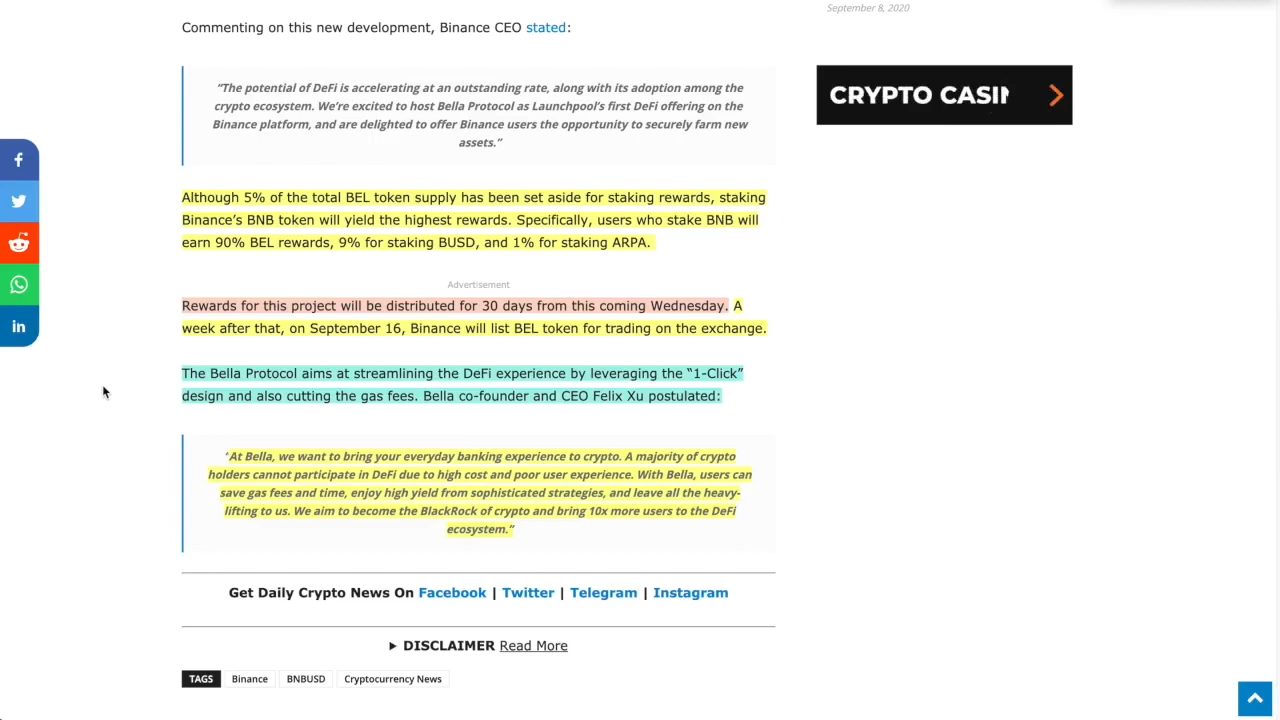 Commenting on this new development, Binance CEO stated:
“The potential of DeFi is accelerating at an outstanding rate, along with its adoption among the
crypto ecosystem. We’re excited to host Bella Protocol as Launchpool’s first DeFi offering on the
Binance platform, and are delighted to offer Binance users the opportunity to securely farm new
assets.”
Although 5% of the total BEL token supply has been set aside for staking rewards, staking
Binance’s BNB token will yield the highest rewards. Specifically, users who stake BNB will
earn 90% BEL rewards, 9% for staking BUSD, and 1% for staking ARPA.
Advertisement
Rewards for this project will be distributed for 30 days from this coming Wednesday. A
week after that, on September 16, Binance will list BEL token for trading on the exchange.
The Bella Protocol aims at streamlining the DeFi experience by leveraging the “1-Click”
design and also cutting the gas fees. Bella co-founder and CEO Felix Xu postulated:
“At Bella, we want to bring your everyday banking experience to crypto. A majority of crypto
holders cannot participate in DeFi due to high cost and poor user experience. With Bella, users can
save gas fees and time, enjoy high yield from sophisticated strategies, and leave all the heavy-
lifting to us. We aim to become the BlackRock of crypto and bring 10x more users to the DeFi
ecosystem.”
Get Daily Crypto News On Facebook | Twitter | Telegram | Instagram
DISCLAIMER Read More
TAGS Binance BNBUSD Cryptocurrency News
September 8, 2020
CRYPTO